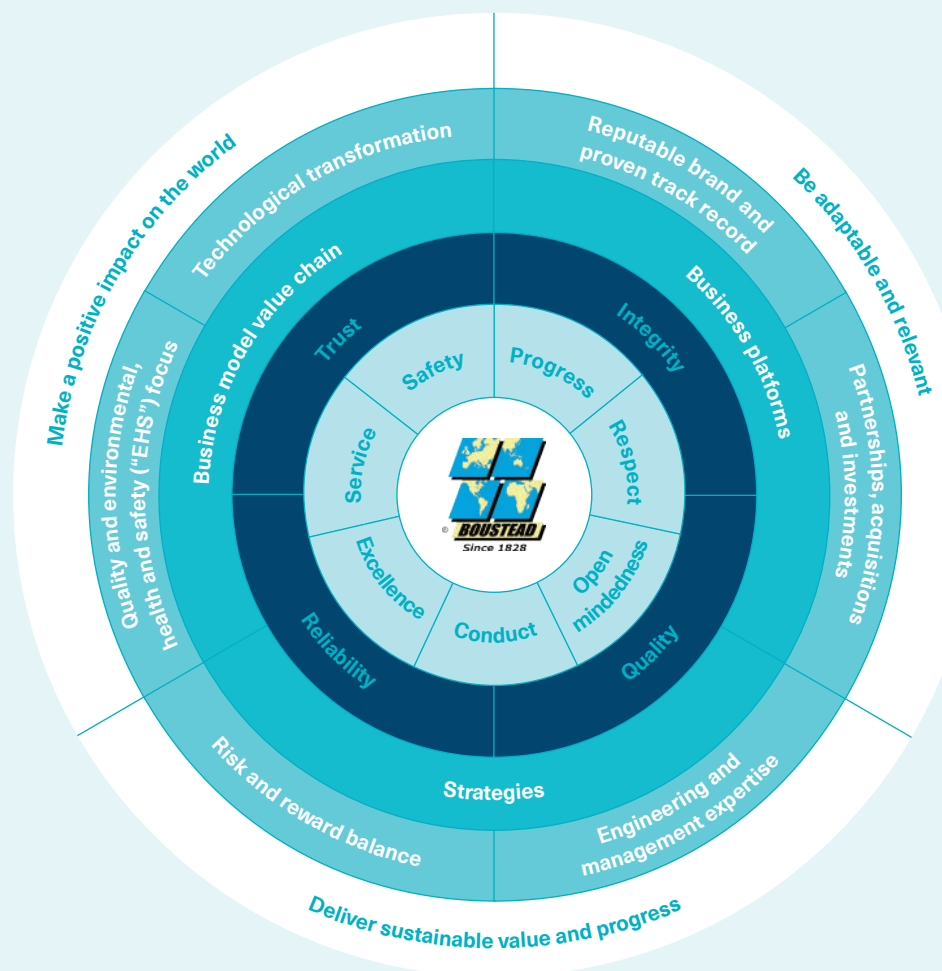 Make a positive impact on the world
Be adaptable and relevant
Deliver sustainable value and progress
Technological transformation
Reputable brand and
proven track record
Partnerships, acquisitions
and investments
Engineering and
management expertise
Risk and reward balance
Quality and environmental,
health and safety (“EHS”) focus
Business model value chain
Business platforms
Strategies
Trust
Integrity
Quality
Reliability
Safety
Progress
Respect
Open
mindedness
Conduct
Excellence
Service
© BOUSTEAD
Since 1828